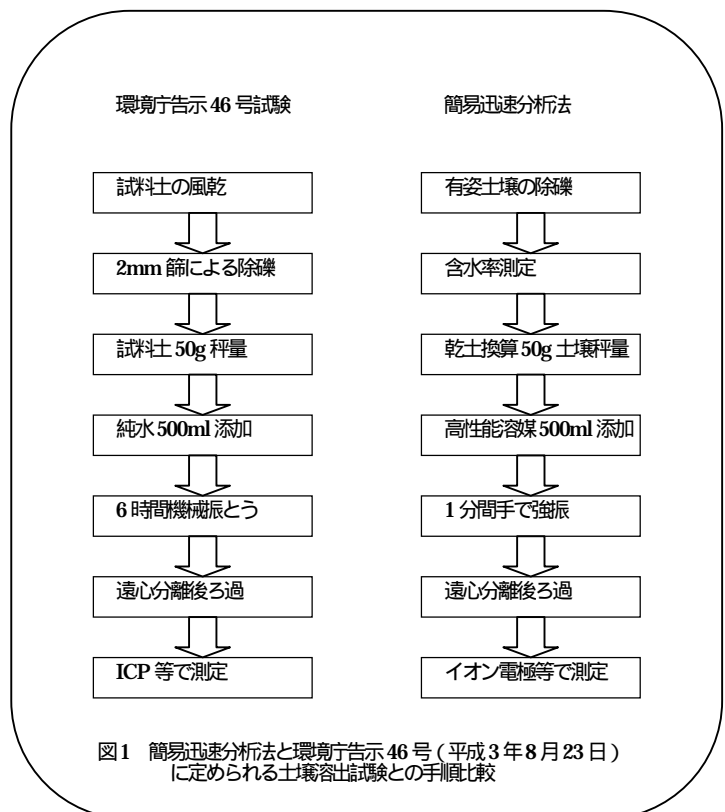 環境庁告示46号試験
簡易迅速分析法
試料土の風乾
2mm篩による除礫
試料土50g秤量
純水500ml添加
6時間機械振とう
遠心分離後ろ過
ICP等で測定
有姿土壌の除礫
含水率測定
乾土換算50g土壌秤量
高性能溶媒500ml添加
1分間手で強振
遠心分離後ろ過
イオン電極等で測定
図1 簡易迅速分析法と環境庁告示46号(平成3年8月23日)
に定められる土壌溶出試験との手順比較